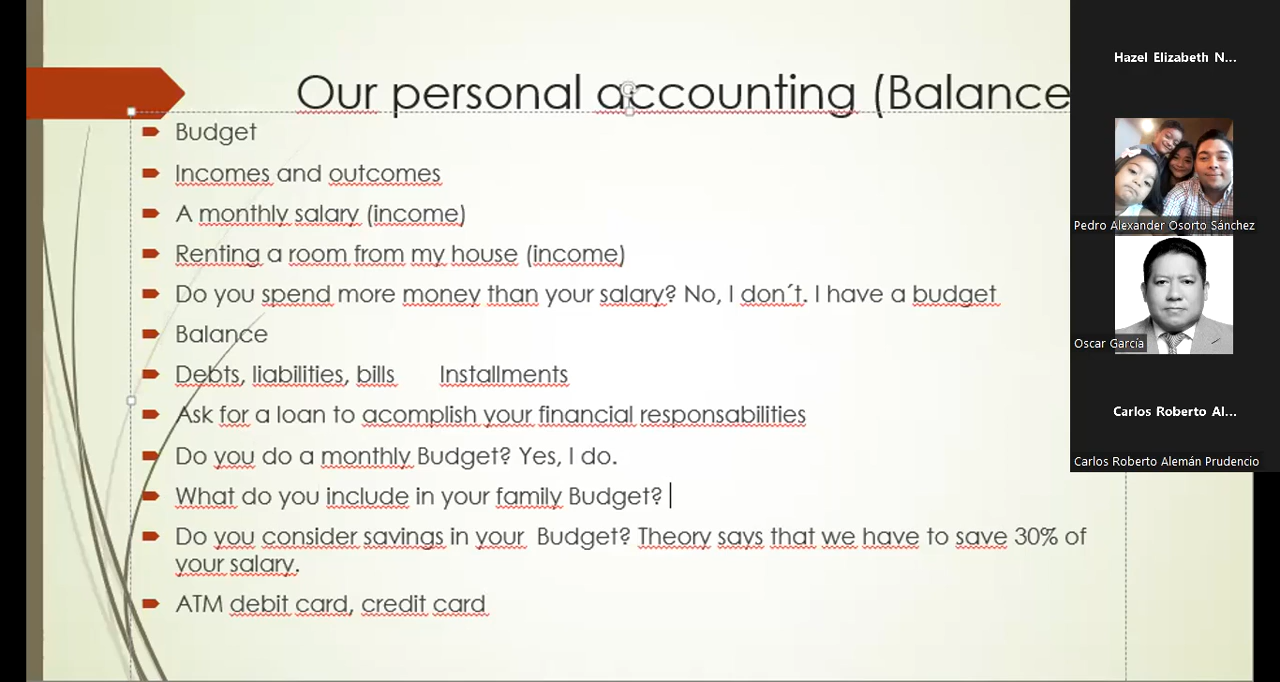 Our personal accounting (Balance
Budget
Incomes and outcomes
A monthly salary (income)
Renting a room from my house (income)
Do you spend more money than your salary? No, I don´t. I have a budget
Balance
Debts, liabilities, bills Installments
Ask for a loan to acomplish your financial responsabilities
Do you do a monthly Budget? Yes, I do.
What do you include in your family Budget?
Do you consider savings in your Budget? Theory says that we have to save 30% of
your salary.
ATM debit card, credit card
Hazel Elizabeth N...
Pedro Alexander Osorto Sánchez
Oscar García
Carlos Roberto Al...
Carlos Roberto Alemán Prudencio